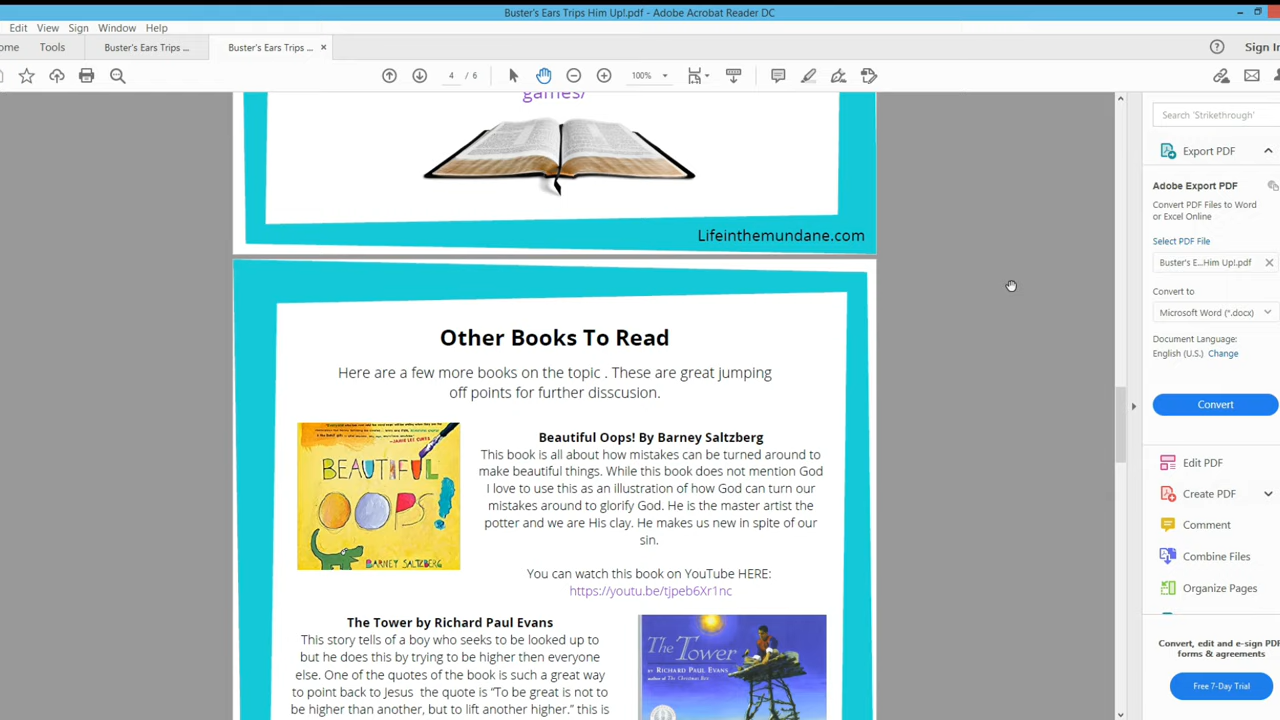 Buster's Ears Trips Him Up!.pdf - Adobe Acrobat Reader DC
Edit View Sign Window Help
ome Tools Buster's Ears Trips ... Buster's Ears Trips ... × Sign In
4 / 6 100%
games/
Lifeinthemundane.com
Other Books To Read
Here are a few more books on the topic . These are great jumping
off points for further disscusion.
BEAUTIFUL
OOPS!
BARNEY SALTZBERG
Beautiful Oops! By Barney Saltzberg
This book is all about how mistakes can be turned around to
make beautiful things. While this book does not mention God
I love to use this as an illustration of how God can turn our
mistakes around to glorify God. He is the master artist the
potter and we are His clay. He makes us new in spite of our
sin.
You can watch this book on YouTube HERE:
https://youtu.be/tjpeb6Xr1nc
The Tower by Richard Paul Evans
This story tells of a boy who seeks to be looked up to
but he does this by trying to be higher then everyone
else. One of the quotes of the book is such a great way
to point back to Jesus the quote is "To be great is not to
be higher than another, but to lift another higher." this is
The Tower
BY RICHARD PAUL EVANS
author of The Christmas Box
Search 'Strikethrough'
Export PDF
Adobe Export PDF
Convert PDF Files to Word
or Excel Online
Select PDF File
Buster's E...Him Up!.pdf ×
Convert to
Microsoft Word (*.docx)
Document Language:
English (U.S.) Change
Convert
Edit PDF
Create PDF
Comment
Combine Files
Organize Pages
Convert, edit and e-sign PDF
forms & agreements
Free 7-Day Trial